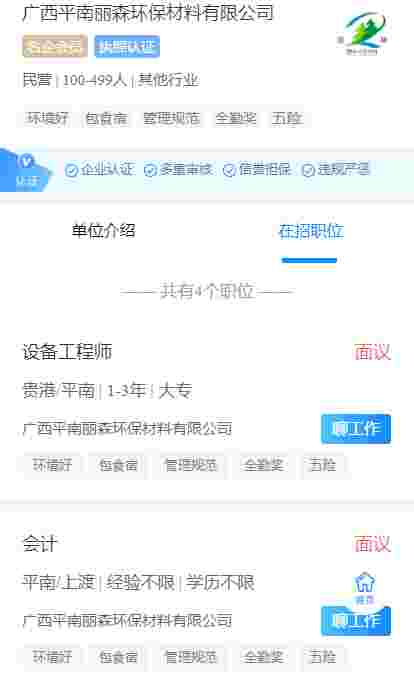 广西平南丽森环保材料有限公司
名企会员 执照认证
民营 | 100-499人 | 其他行业
环境好 包食宿 管理规范 全勤奖 五险
认证 企业认证 多重审核 信誉担保 违规严惩
单位介绍 在招职位
共有4个职位
设备工程师 面议
贵港/平南 | 1-3年 | 大专
广西平南丽森环保材料有限公司 聊工作
环境好 包食宿 管理规范 全勤奖 五险
会计 面议
平南/上渡 | 经验不限 | 学历不限
首页
广西平南丽森环保材料有限公司 聊工作
环境好 包食宿 管理规范 全勤奖 五险